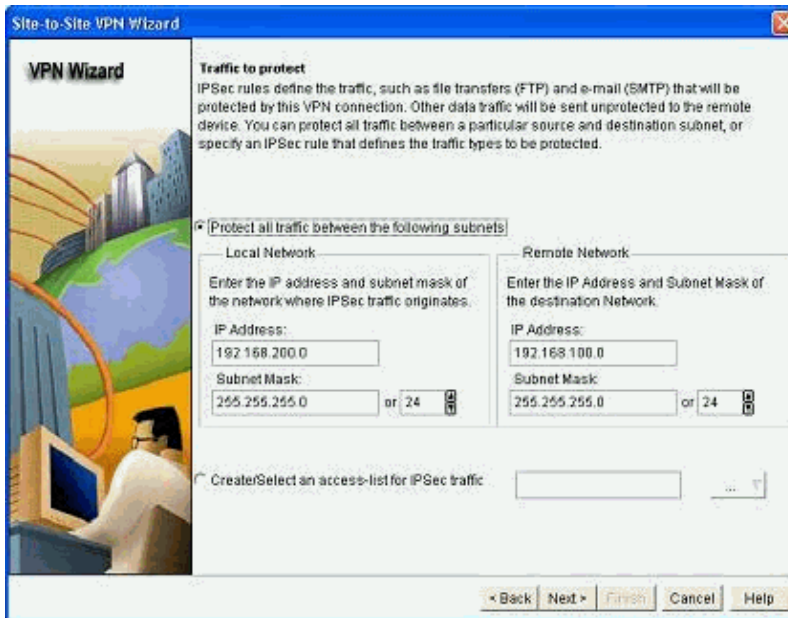 Site-to-Site VPN Wizard
VPN Wizard
Traffic to protect
IPSec rules define the traffic, such as file transfers (FTP) and e-mail (SMTP) that will be
protected by this VPN connection. Other data traffic will be sent unprotected to the remote
device. You can protect all traffic between a particular source and destination subnet, or
specify an IPSec rule that defines the traffic types to be protected.
Protect all traffic between the following subnets
Local Network
Enter the IP address and subnet mask of
the network where IPSec traffic originates.
IP Address:
192.168.200.0
Subnet Mask:
255.255.255.0 or 24
Remote Network
Enter the IP Address and Subnet Mask of
the destination Network.
IP Address:
192.168.100.0
Subnet Mask:
255.255.255.0 or 24
Create/Select an access-list for IPSec traffic
...
< Back Next > Finish Cancel Help